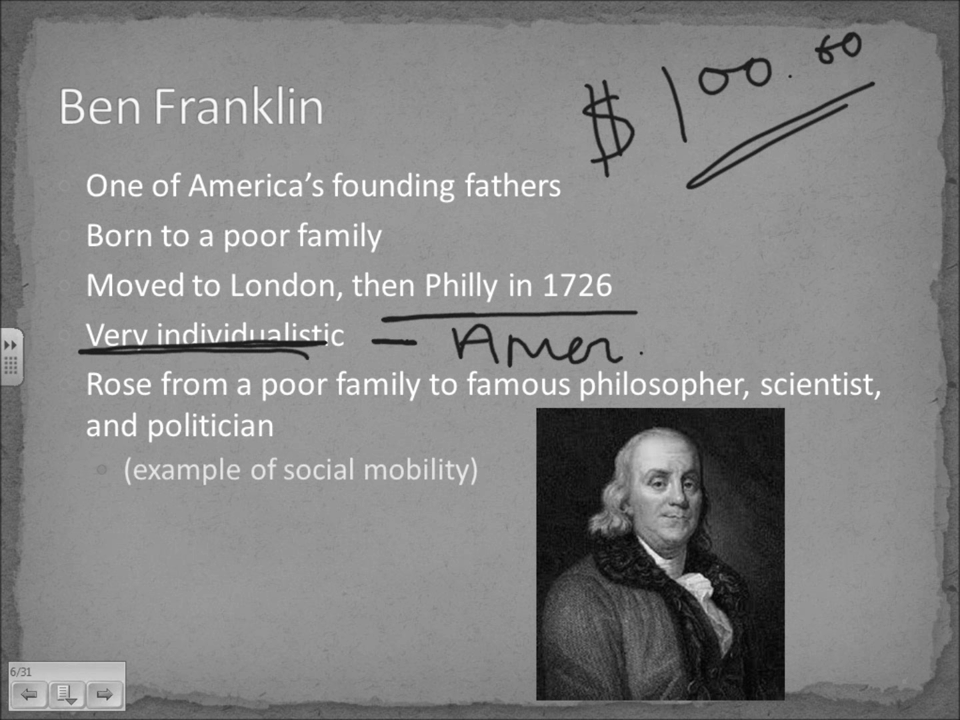 $100.00
Ben Franklin
One of America's founding fathers
Born to a poor family
Moved to London, then Philly in 1726
Very individualistic – Amer.
Rose from a poor family to famous philosopher, scientist,
and politician
(example of social mobility)
6/31